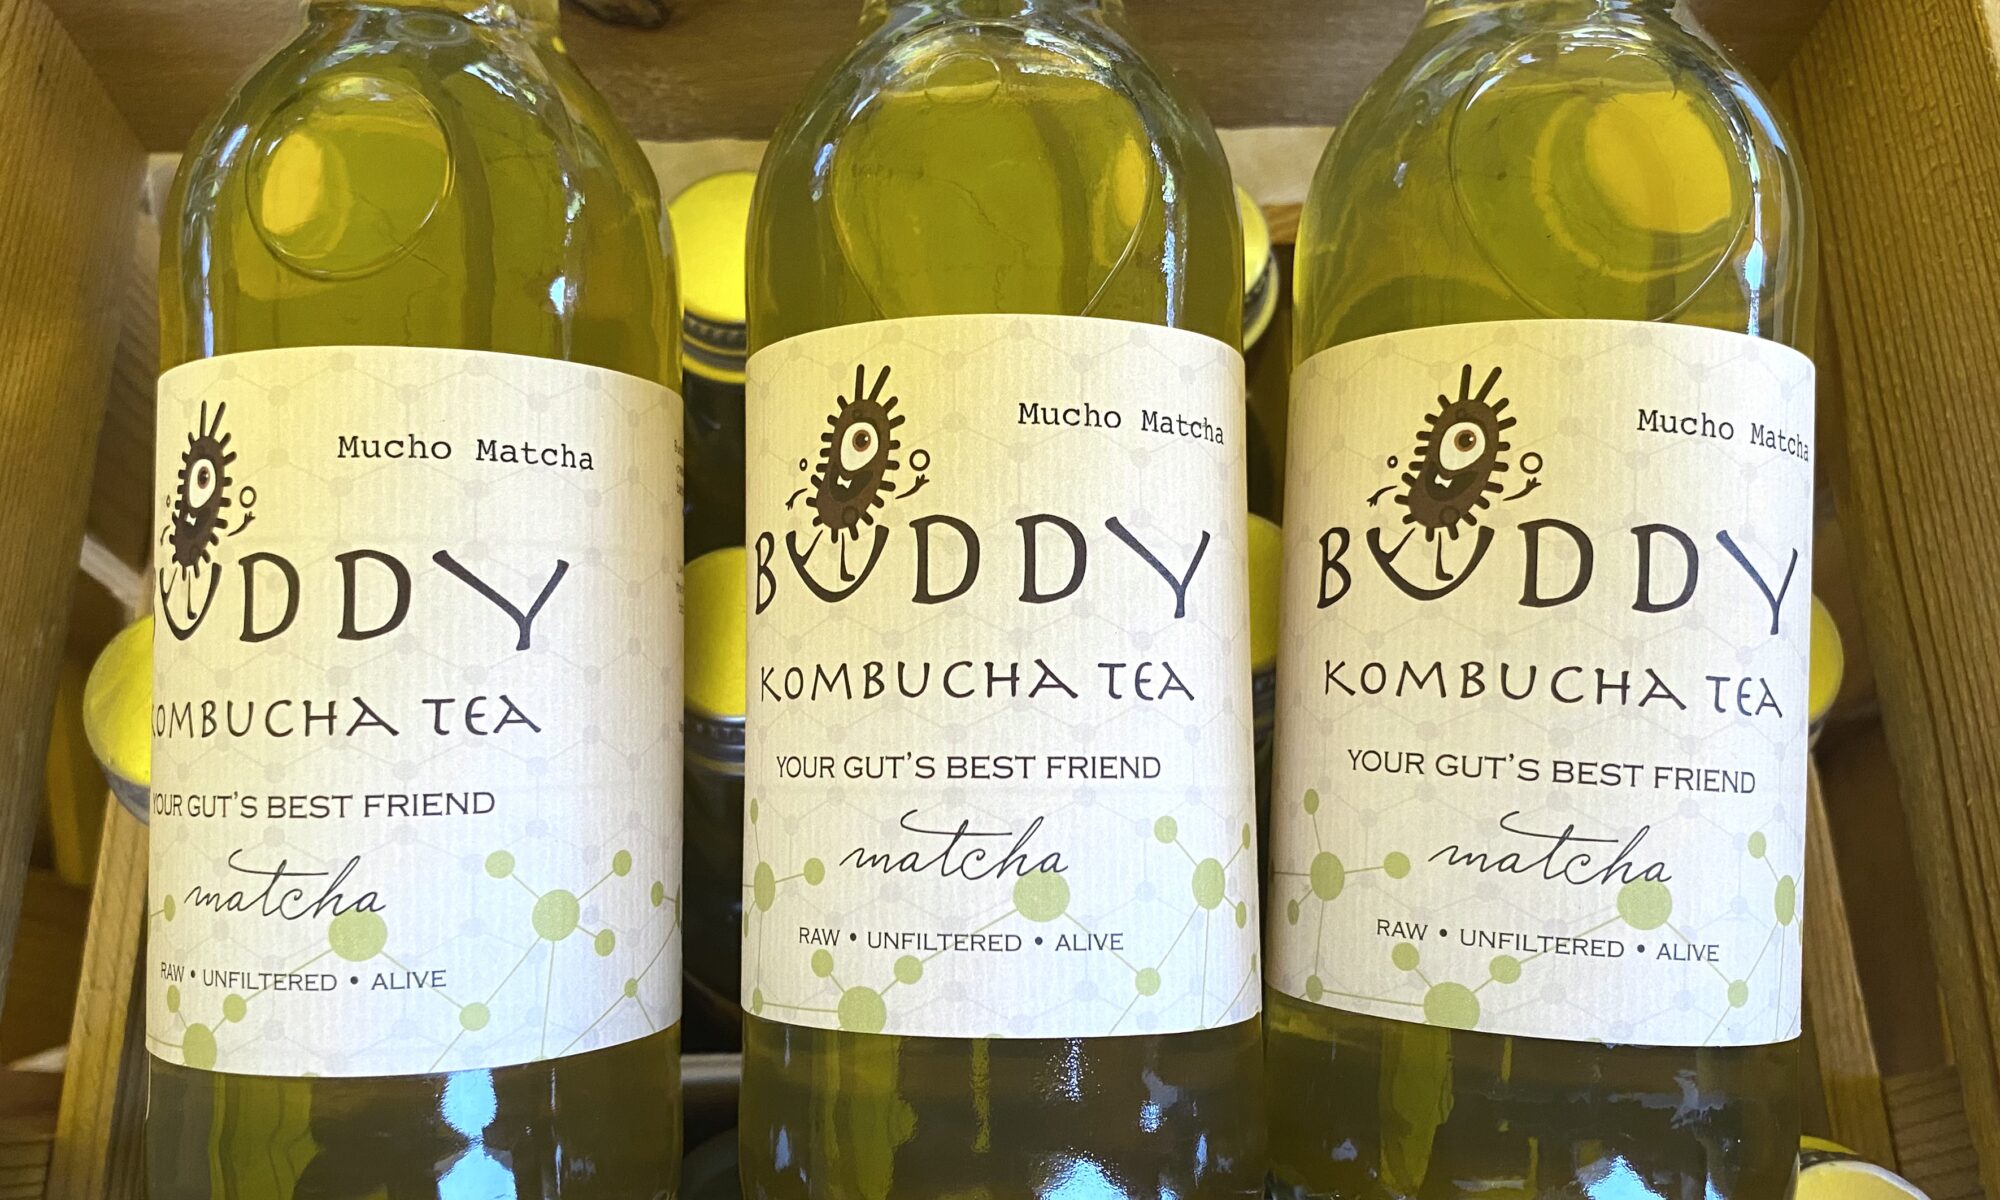 Mucho Matcha
BUDDY
KOMBUCHA TEA
YOUR GUT'S BEST FRIEND
matcha
RAW • UNFILTERED • ALIVE
Mucho Matcha
BUDDY
KOMBUCHA TEA
YOUR GUT'S BEST FRIEND
matcha
RAW • UNFILTERED • ALIVE
Mucho Matcha
BUDDY
KOMBUCHA TEA
YOUR GUT'S BEST FRIEND
matcha
RAW • UNFILTERED • ALIVE